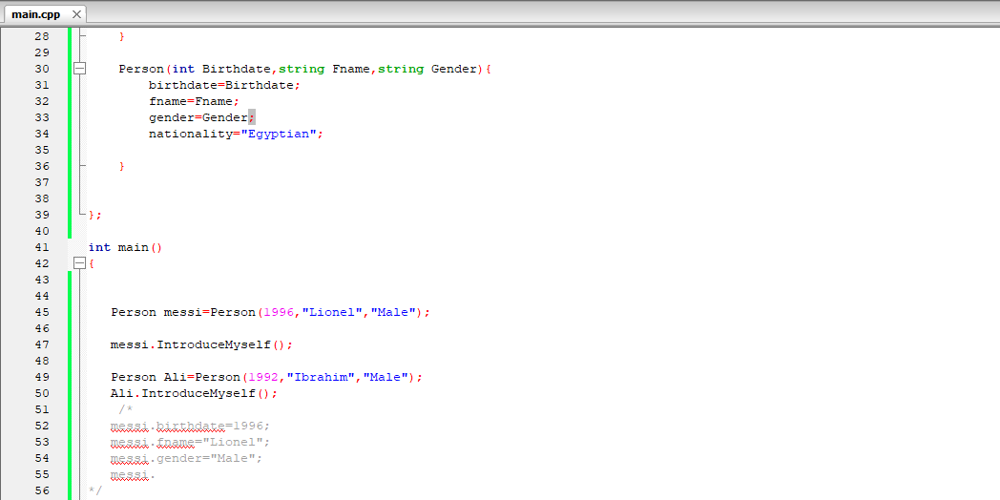 main.cpp
28 }
29
30 Person(int Birthdate,string Fname,string Gender){
31 birthdate=Birthdate;
32 fname=Fname;
33 gender=Gender;
34 nationality="Egyptian";
35
36 }
37
38
39 };
40
41 int main()
42 {
43
44
45 Person messi=Person(1996,"Lionel","Male");
46
47 messi.IntroduceMyself();
48
49 Person Ali=Person(1992,"Ibrahim","Male");
50 Ali.IntroduceMyself();
51 /*
52 messi.birthdate=1996;
53 messi.fname="Lionel";
54 messi.gender="Male";
55 messi.
56 */